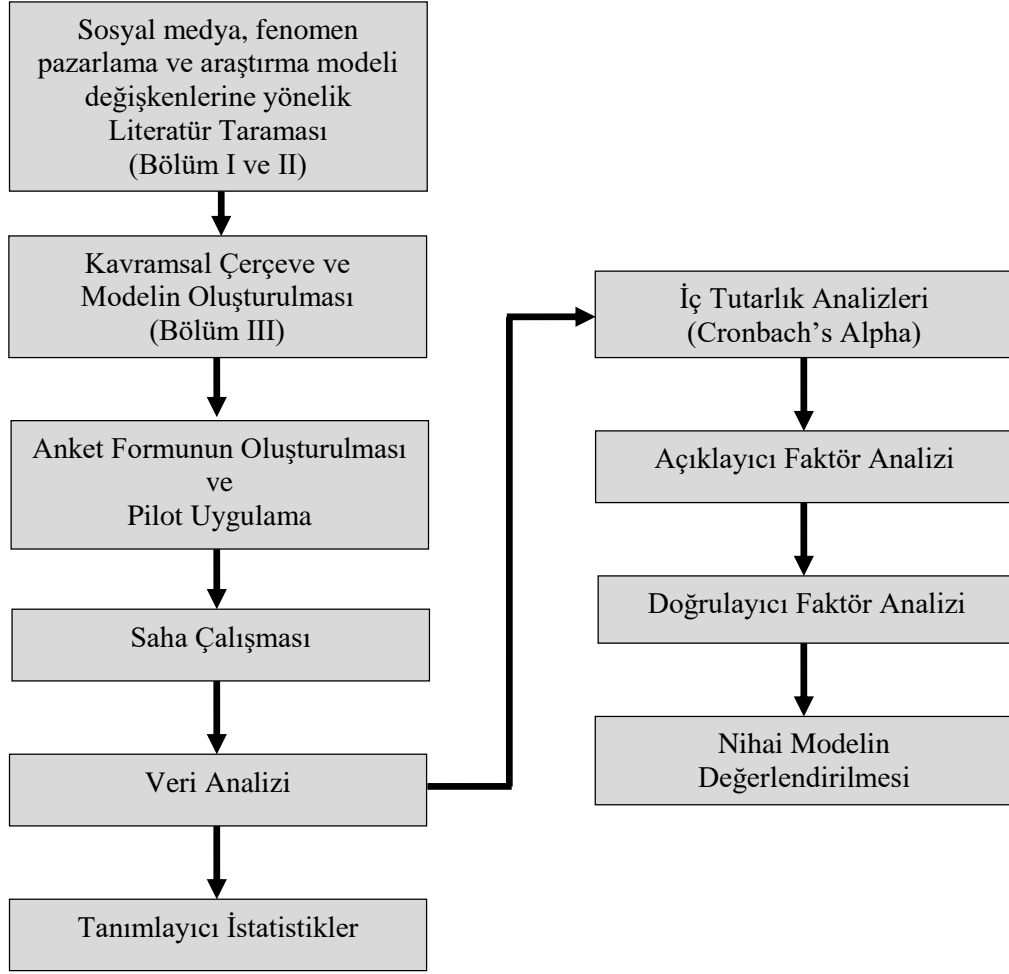 Sosyal medya, fenomen
pazarlama ve araştırma modeli
değişkenlerine yönelik
Literatür Taraması
(Bölüm I ve II)
Kavramsal Çerçeve ve
Modelin Oluşturulması
(Bölüm III)
Anket Formunun Oluşturulması
ve
Pilot Uygulama
Saha Çalışması
Veri Analizi
Tanımlayıcı İstatistikler
İç Tutarlık Analizleri
(Cronbach’s Alpha)
Açıklayıcı Faktör Analizi
Doğrulayıcı Faktör Analizi
Nihai Modelin
Değerlendirilmesi